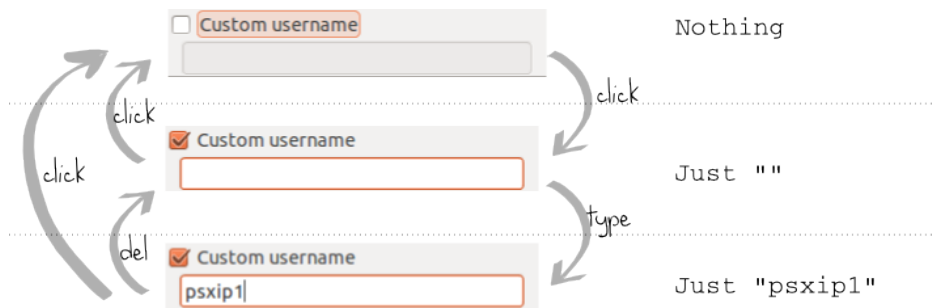 Custom username
Nothing
click
click
Custom username
click
Just ""
type
del
Custom username
psxip1
Just "psxip1"